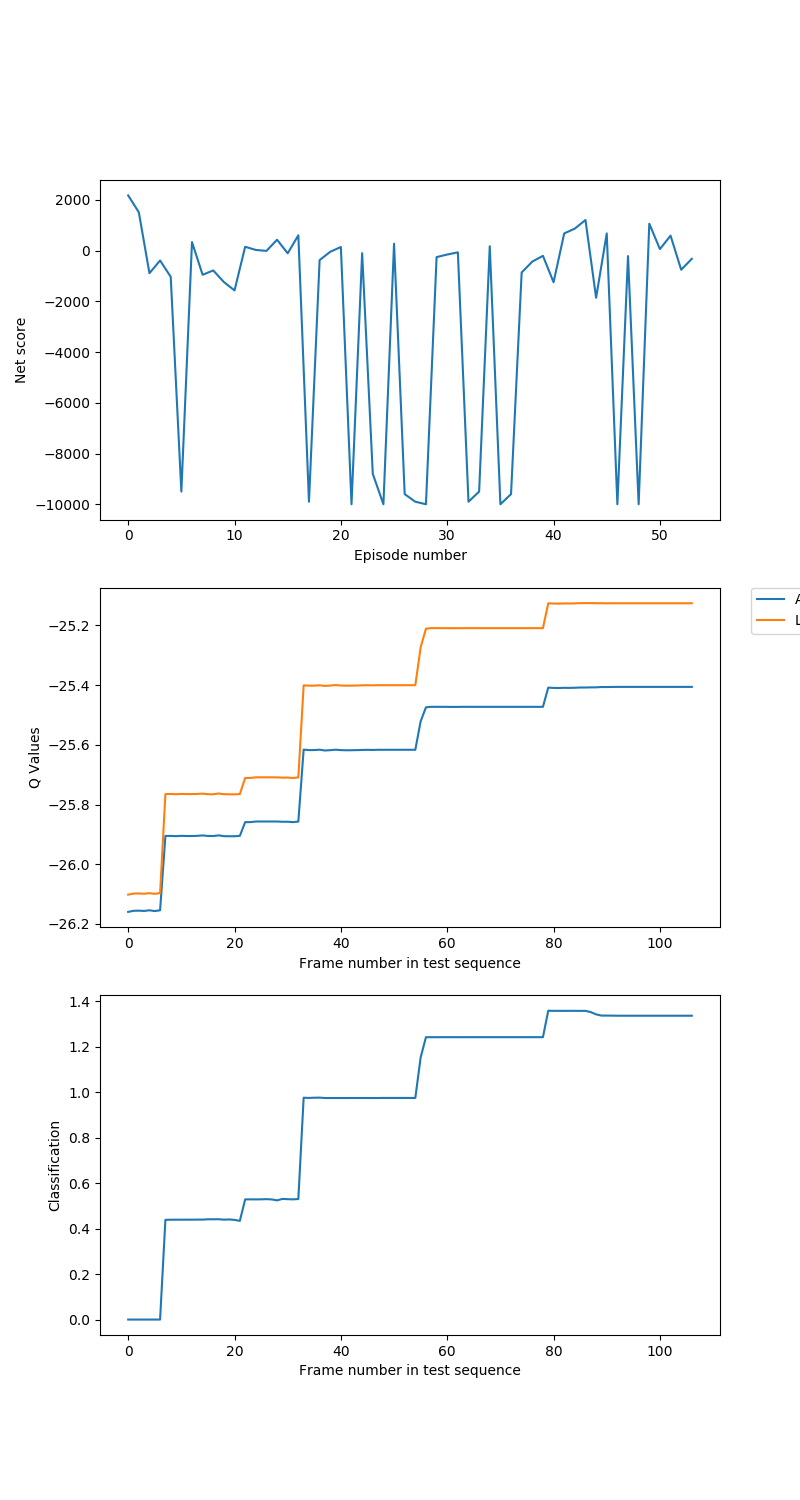 2000
0
−2000
−4000
−6000
−8000
−10000
Net score
0 10 20 30 40 50
Episode number
−25.2
−25.4
−25.6
−25.8
−26.0
−26.2
Q Values
0 20 40 60 80 100
Frame number in test sequence
A
L
1.4
1.2
1.0
0.8
0.6
0.4
0.2
0.0
Classification
0 20 40 60 80 100
Frame number in test sequence